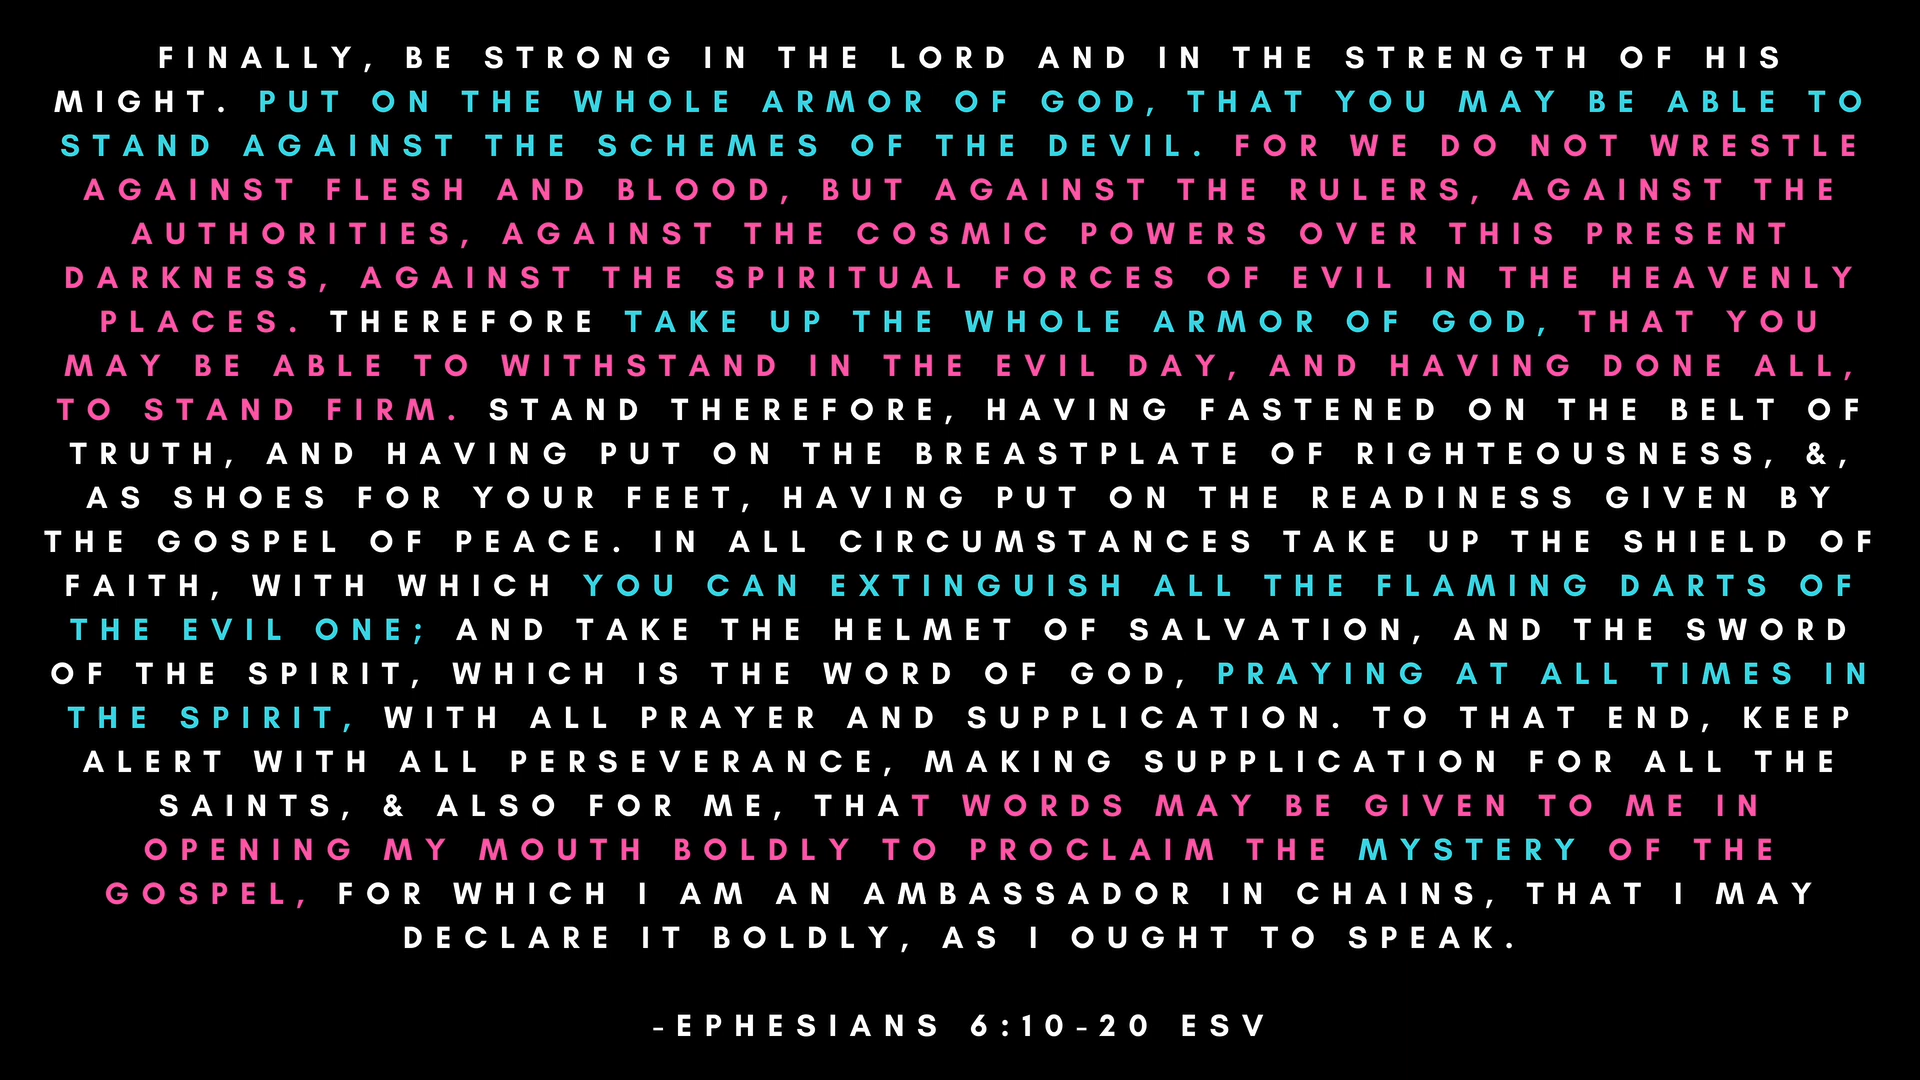 FINALLY, BE STRONG IN THE LORD AND IN THE STRENGTH OF HIS
MIGHT. PUT ON THE WHOLE ARMOR OF GOD, THAT YOU MAY BE ABLE TO
STAND AGAINST THE SCHEMES OF THE DEVIL. FOR WE DO NOT WRESTLE
AGAINST FLESH AND BLOOD, BUT AGAINST THE RULERS, AGAINST THE
AUTHORITIES, AGAINST THE COSMIC POWERS OVER THIS PRESENT
DARKNESS, AGAINST THE SPIRITUAL FORCES OF EVIL IN THE HEAVENLY
PLACES. THEREFORE TAKE UP THE WHOLE ARMOR OF GOD, THAT YOU
MAY BE ABLE TO WITHSTAND IN THE EVIL DAY, AND HAVING DONE ALL,
TO STAND FIRM. STAND THEREFORE, HAVING FASTENED ON THE BELT OF
TRUTH, AND HAVING PUT ON THE BREASTPLATE OF RIGHTEOUSNESS, &,
AS SHOES FOR YOUR FEET, HAVING PUT ON THE READINESS GIVEN BY
THE GOSPEL OF PEACE. IN ALL CIRCUMSTANCES TAKE UP THE SHIELD OF
FAITH, WITH WHICH YOU CAN EXTINGUISH ALL THE FLAMING DARTS OF
THE EVIL ONE; AND TAKE THE HELMET OF SALVATION, AND THE SWORD
OF THE SPIRIT, WHICH IS THE WORD OF GOD, PRAYING AT ALL TIMES IN
THE SPIRIT, WITH ALL PRAYER AND SUPPLICATION. TO THAT END, KEEP
ALERT WITH ALL PERSEVERANCE, MAKING SUPPLICATION FOR ALL THE
SAINTS, & ALSO FOR ME, THAT WORDS MAY BE GIVEN TO ME IN
OPENING MY MOUTH BOLDLY TO PROCLAIM THE MYSTERY OF THE
GOSPEL, FOR WHICH I AM AN AMBASSADOR IN CHAINS, THAT I MAY
DECLARE IT BOLDLY, AS I OUGHT TO SPEAK.
-EPHESIANS 6:10-20 ESV